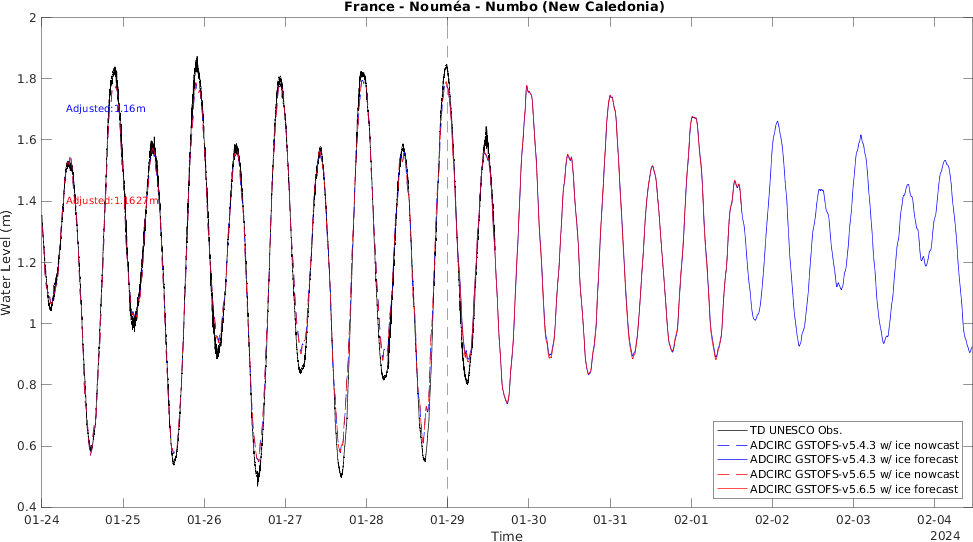 France - Nouméa - Numbo (New Caledonia)
2
1.8
1.6
1.4
1.2
1
0.8
0.6
0.4
Water Level (m)
Adjusted:1.16m
Adjusted:1.1627m
TD UNESCO Obs.
ADCIRC GSTOFS-v5.4.3 w/ ice nowcast
ADCIRC GSTOFS-v5.4.3 w/ ice forecast
ADCIRC GSTOFS-v5.6.5 w/ ice nowcast
ADCIRC GSTOFS-v5.6.5 w/ ice forecast
01-24 01-25 01-26 01-27 01-28 01-29 01-30 01-31 02-01 02-02 02-03 02-04
2024
Time